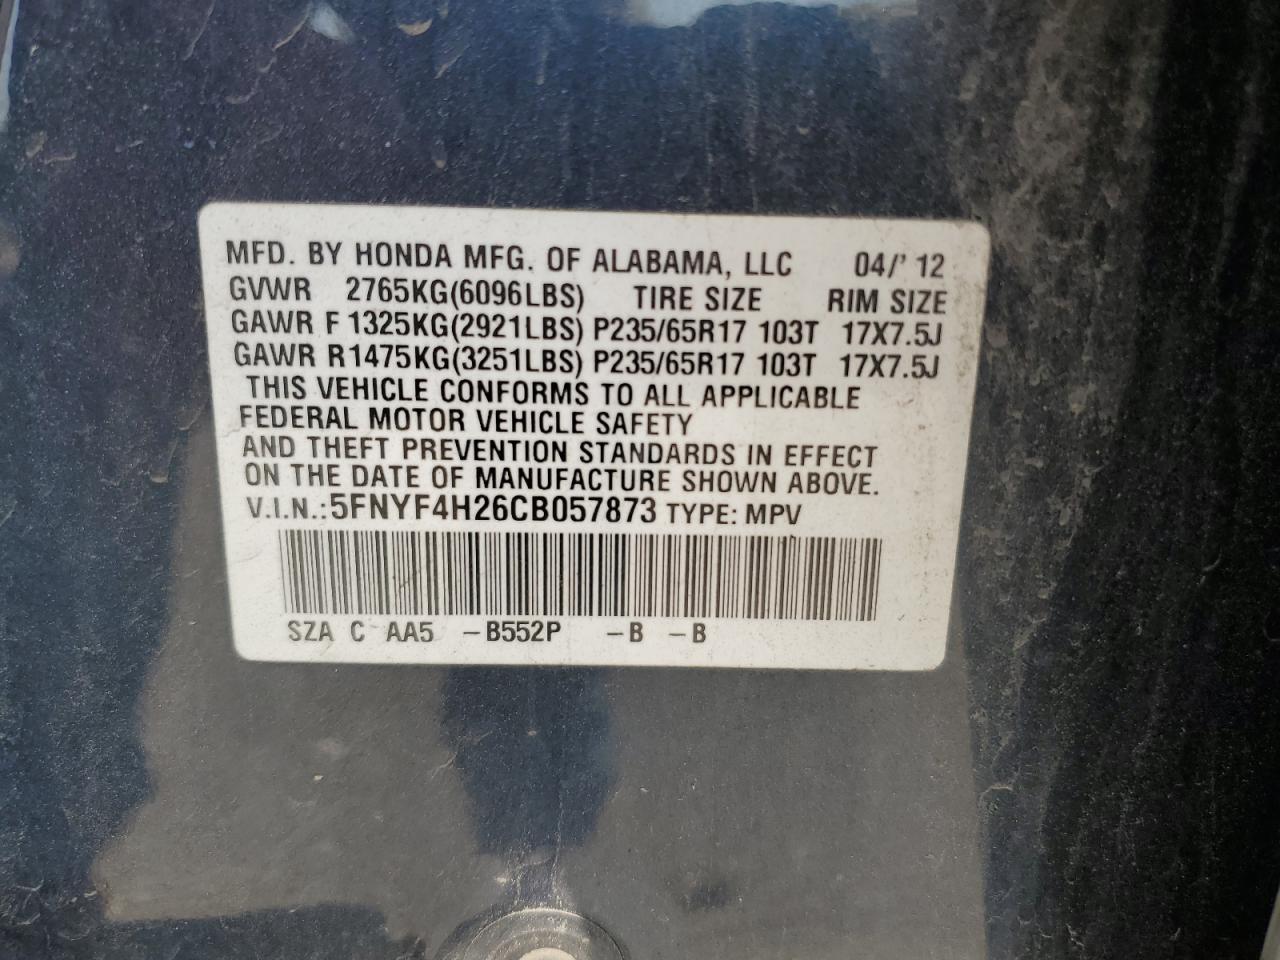 MFD. BY HONDA MFG. OF ALABAMA, LLC 04/' 12
GVWR 2765KG(6096LBS) TIRE SIZE RIM SIZE
GAWR F 1325KG(2921LBS) P235/65R17 103T 17X7.5J
GAWR R1475KG(3251LBS) P235/65R17 103T 17X7.5J
THIS VEHICLE CONFORMS TO ALL APPLICABLE
FEDERAL MOTOR VEHICLE SAFETY
AND THEFT PREVENTION STANDARDS IN EFFECT
ON THE DATE OF MANUFACTURE SHOWN ABOVE.
V.I.N.:5FNYF4H26CB057873 TYPE: MPV
SZA C AA5 -B552P -B -B